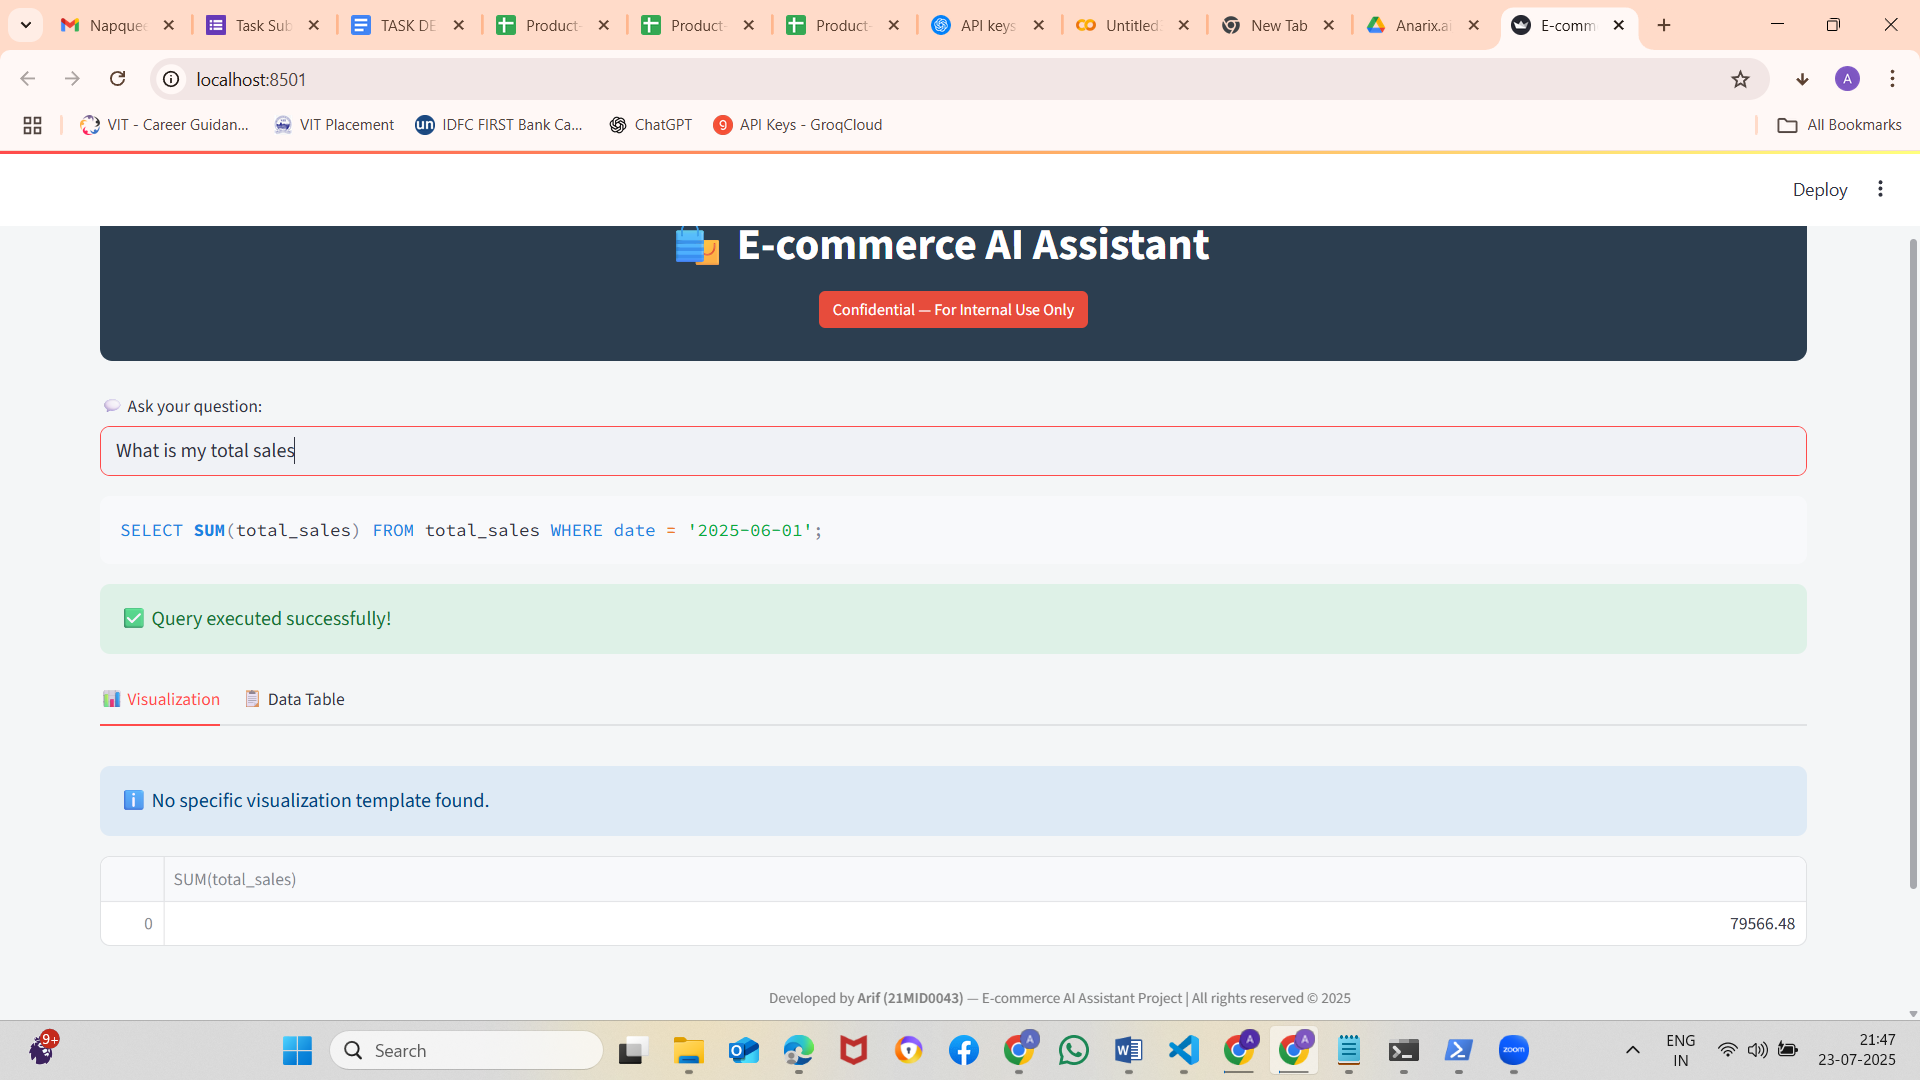 Napquee
Task Sub
TASK DE
Product-
Product-
Product-
API keys
Untitled
New Tab
Anarix.ai
E-comm
localhost:8501
VIT - Career Guidan...
VIT Placement
un
IDFC FIRST Bank Ca...
ChatGPT
9
API Keys - GroqCloud
All Bookmarks
A
Deploy
E-commerce AI Assistant
Confidential — For Internal Use Only
Ask your question:
What is my total sales
SELECT SUM(total_sales) FROM total_sales WHERE date = '2025-06-01';
Query executed successfully!
Visualization
Data Table
No specific visualization template found.
SUM(total_sales)
0
79566.48
Developed by Arif (21MID0043) — E-commerce AI Assistant Project | All rights reserved © 2025
9+
Search
A
A
A
zoom
ENG
IN
21:47
23-07-2025